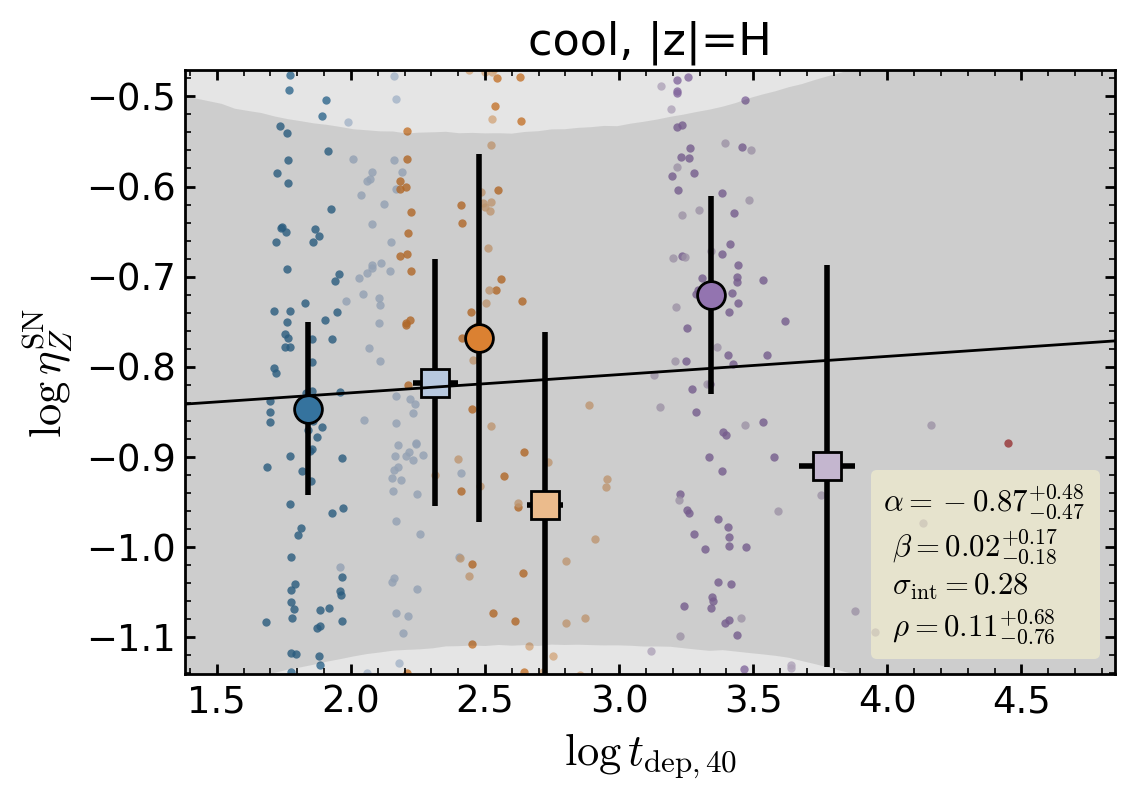 cool, |z|=H
−0.5
−0.6
−0.7
−0.8
−0.9
−1.0
−1.1
log η_Z^SN
α = −0.87^{+0.48}_{−0.47}
β = 0.02^{+0.17}_{−0.18}
σ_int = 0.28
ρ = 0.11^{+0.68}_{−0.76}
1.5 2.0 2.5 3.0 3.5 4.0 4.5
log t_{dep, 40}